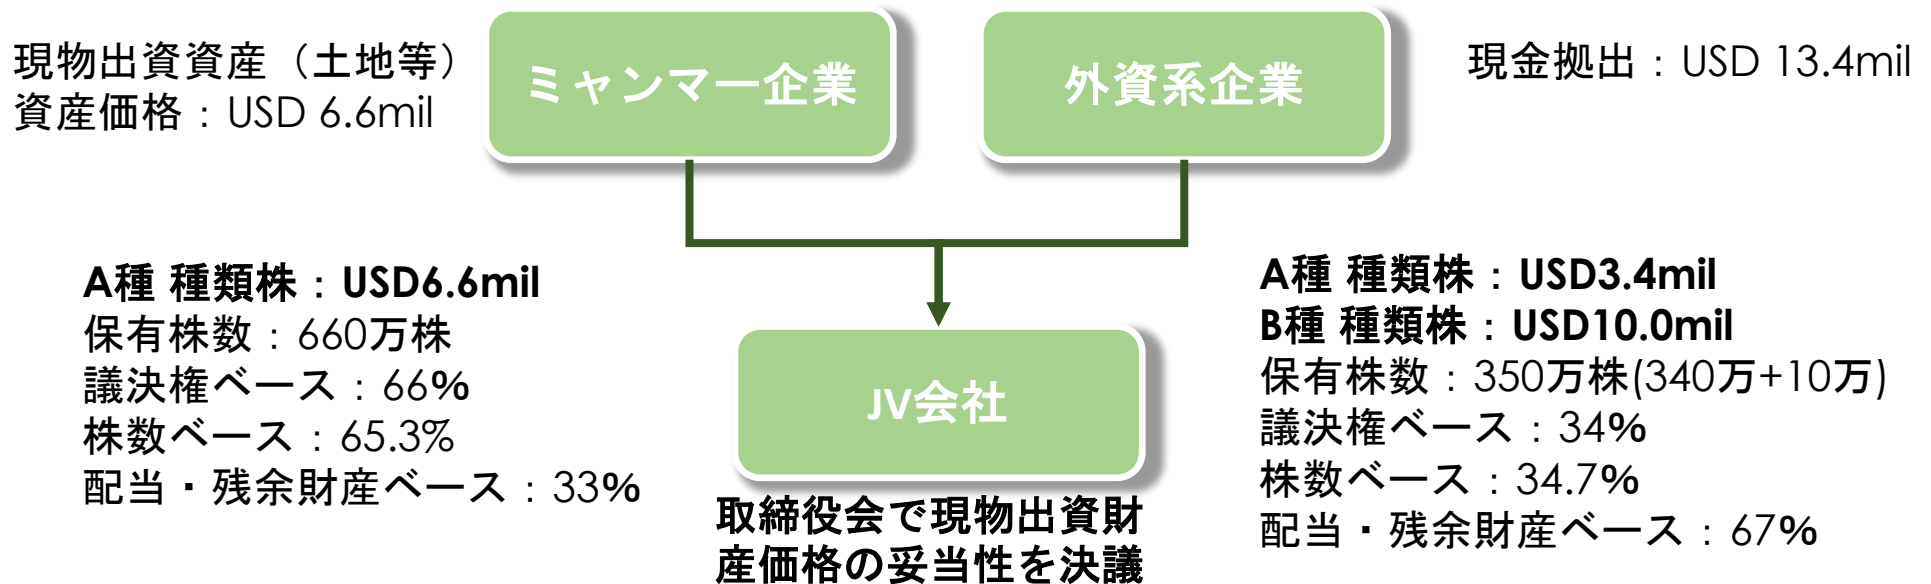 現物出資資産（土地等）
資産価格：USD 6.6mil
ミャンマー企業
外資系企業
現金拠出：USD 13.4mil
A種 種類株：USD6.6mil
保有株数：660万株
議決権ベース：66%
株数ベース：65.3%
配当・残余財産ベース：33%
A種 種類株：USD3.4mil
B種 種類株：USD10.0mil
保有株数：350万株(340万+10万)
議決権ベース：34%
株数ベース：34.7%
配当・残余財産ベース：67%
JV会社
取締役会で現物出資財
産価格の妥当性を決議